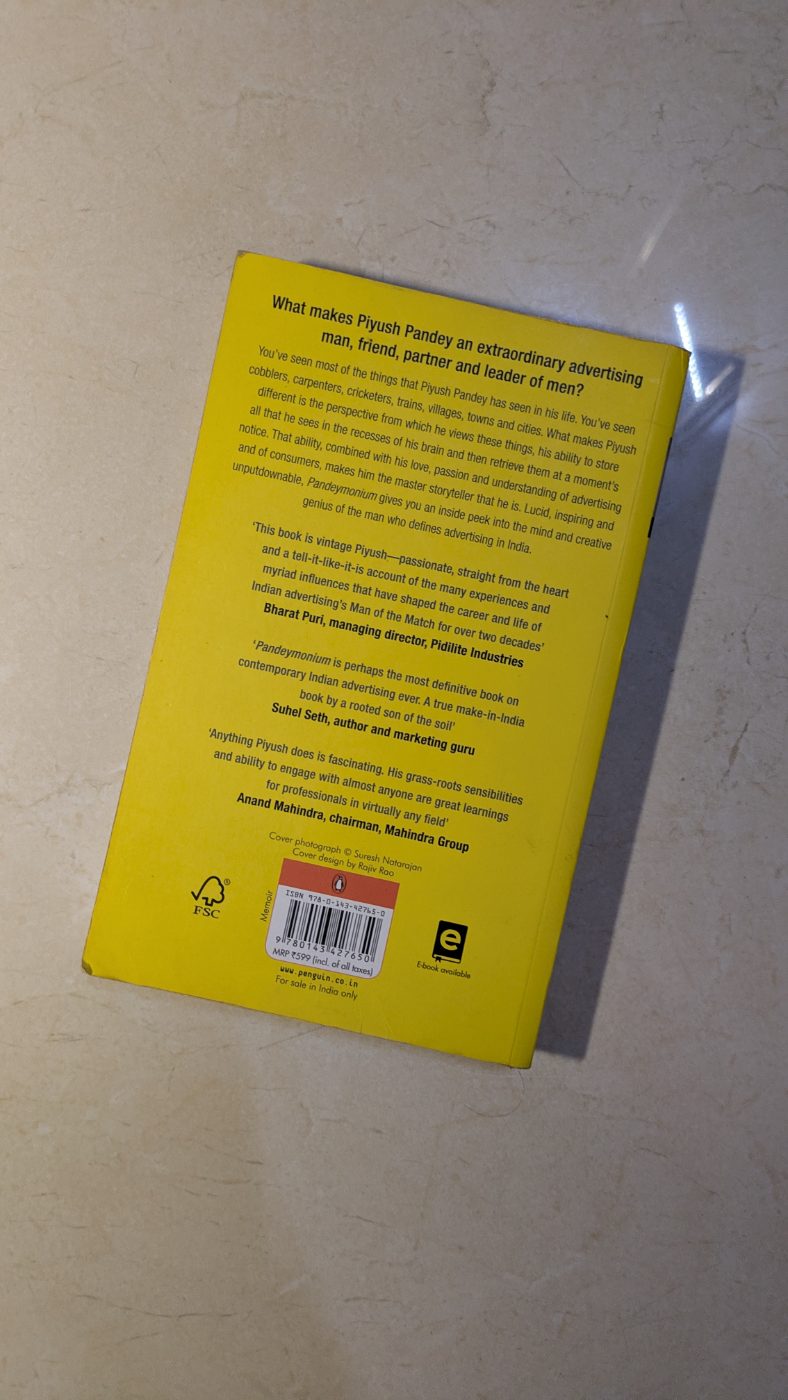 What makes Piyush Pandey an extraordinary advertising
man, friend, partner and leader of men?
You've seen most of the things that Piyush Pandey has seen in his life. You've seen
cobblers, carpenters, cricketers, trains, villages, towns and cities. What makes Piyush
different is the perspective from which he views these things, his ability to store
all that he sees in the recesses of his brain and then retrieve them at a moment's
notice. That ability, combined with his love, passion and understanding of advertising
and of consumers, makes him the master storyteller that he is. Lucid, inspiring and
unputdownable, Pandeymonium gives you an inside peek into the mind and creative
genius of the man who defines advertising in India.
'This book is vintage Piyush—passionate, straight from the heart
and a tell-it-like-it-is account of the many experiences and
myriad influences that have shaped the career and life of
Indian advertising's Man of the Match for over two decades'
Bharat Puri, managing director, Pidilite Industries
'Pandeymonium is perhaps the most definitive book on
contemporary Indian advertising ever. A true make-in-India
book by a rooted son of the soil'
Suhel Seth, author and marketing guru
'Anything Piyush does is fascinating. His grass-roots sensibilities
and ability to engage with almost anyone are great learnings
for professionals in virtually any field'
Anand Mahindra, chairman, Mahindra Group
Cover photograph © Suresh Natarajan
Cover design by Rajiv Rao
®
FSC
Memoir
ISBN 978-0-143-42765-0
9 780143 427650
MRP ₹599 (incl. of all taxes)
www.penguin.co.in
For sale in India only
e
E-book available